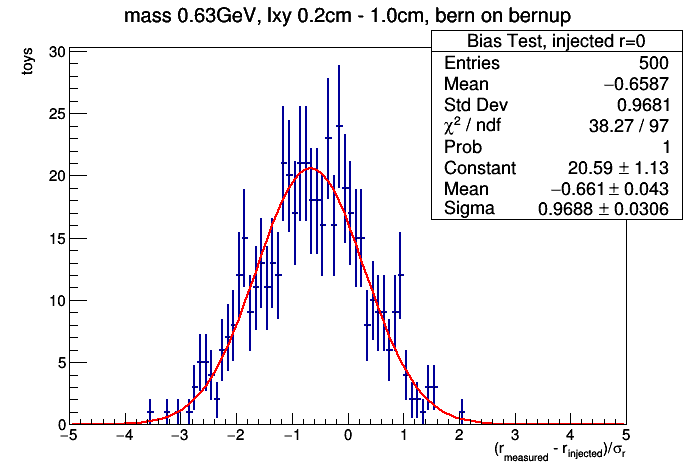 mass 0.63GeV, lxy 0.2cm - 1.0cm, bern on bernup
toys
Bias Test, injected r=0
Entries 500
Mean −0.6587
Std Dev 0.9681
χ² / ndf 38.27 / 97
Prob 1
Constant 20.59 ± 1.13
Mean −0.661 ± 0.043
Sigma 0.9688 ± 0.0306
30
25
20
15
10
5
0
−5 −4 −3 −2 −1 0 1 2 3 4 5
(r_measured - r_injected)/σ_r